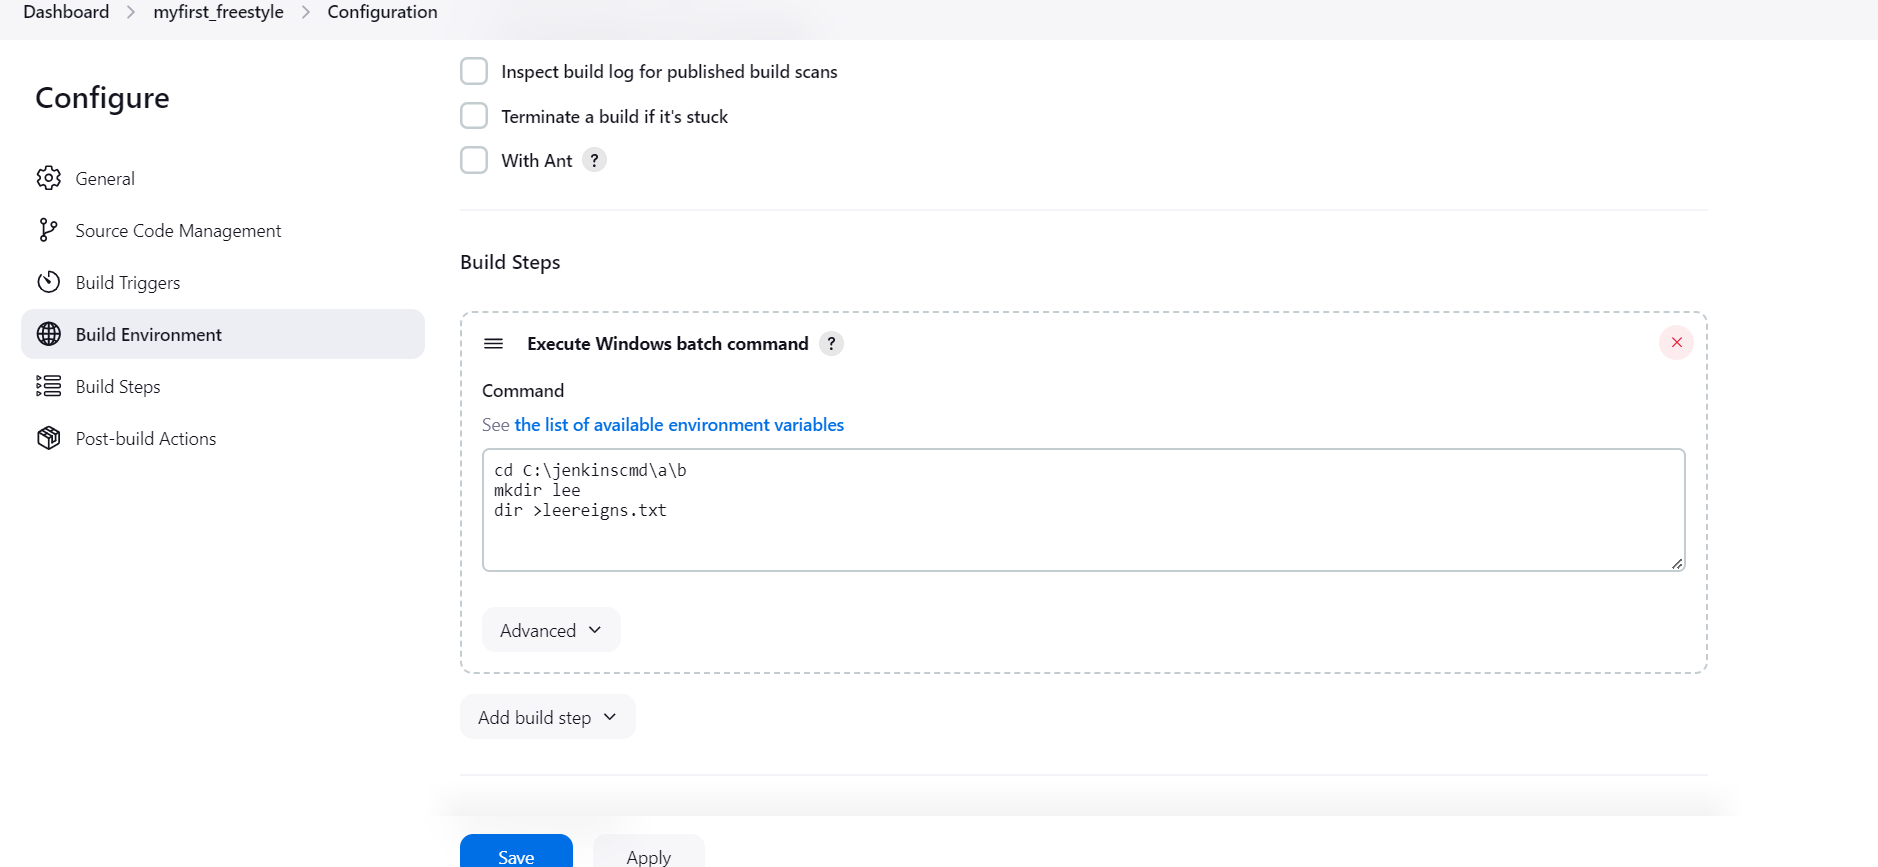 Dashboard > myfirst_freestyle > Configuration
Configure
General
Source Code Management
Build Triggers
Build Environment
Build Steps
Post-build Actions
Inspect build log for published build scans
Terminate a build if it's stuck
With Ant ?
Build Steps
Execute Windows batch command ?
Command
See the list of available environment variables
cd C:\jenkinscmd\a\b
mkdir lee
dir >leereigns.txt
Advanced
Add build step
Save
Apply